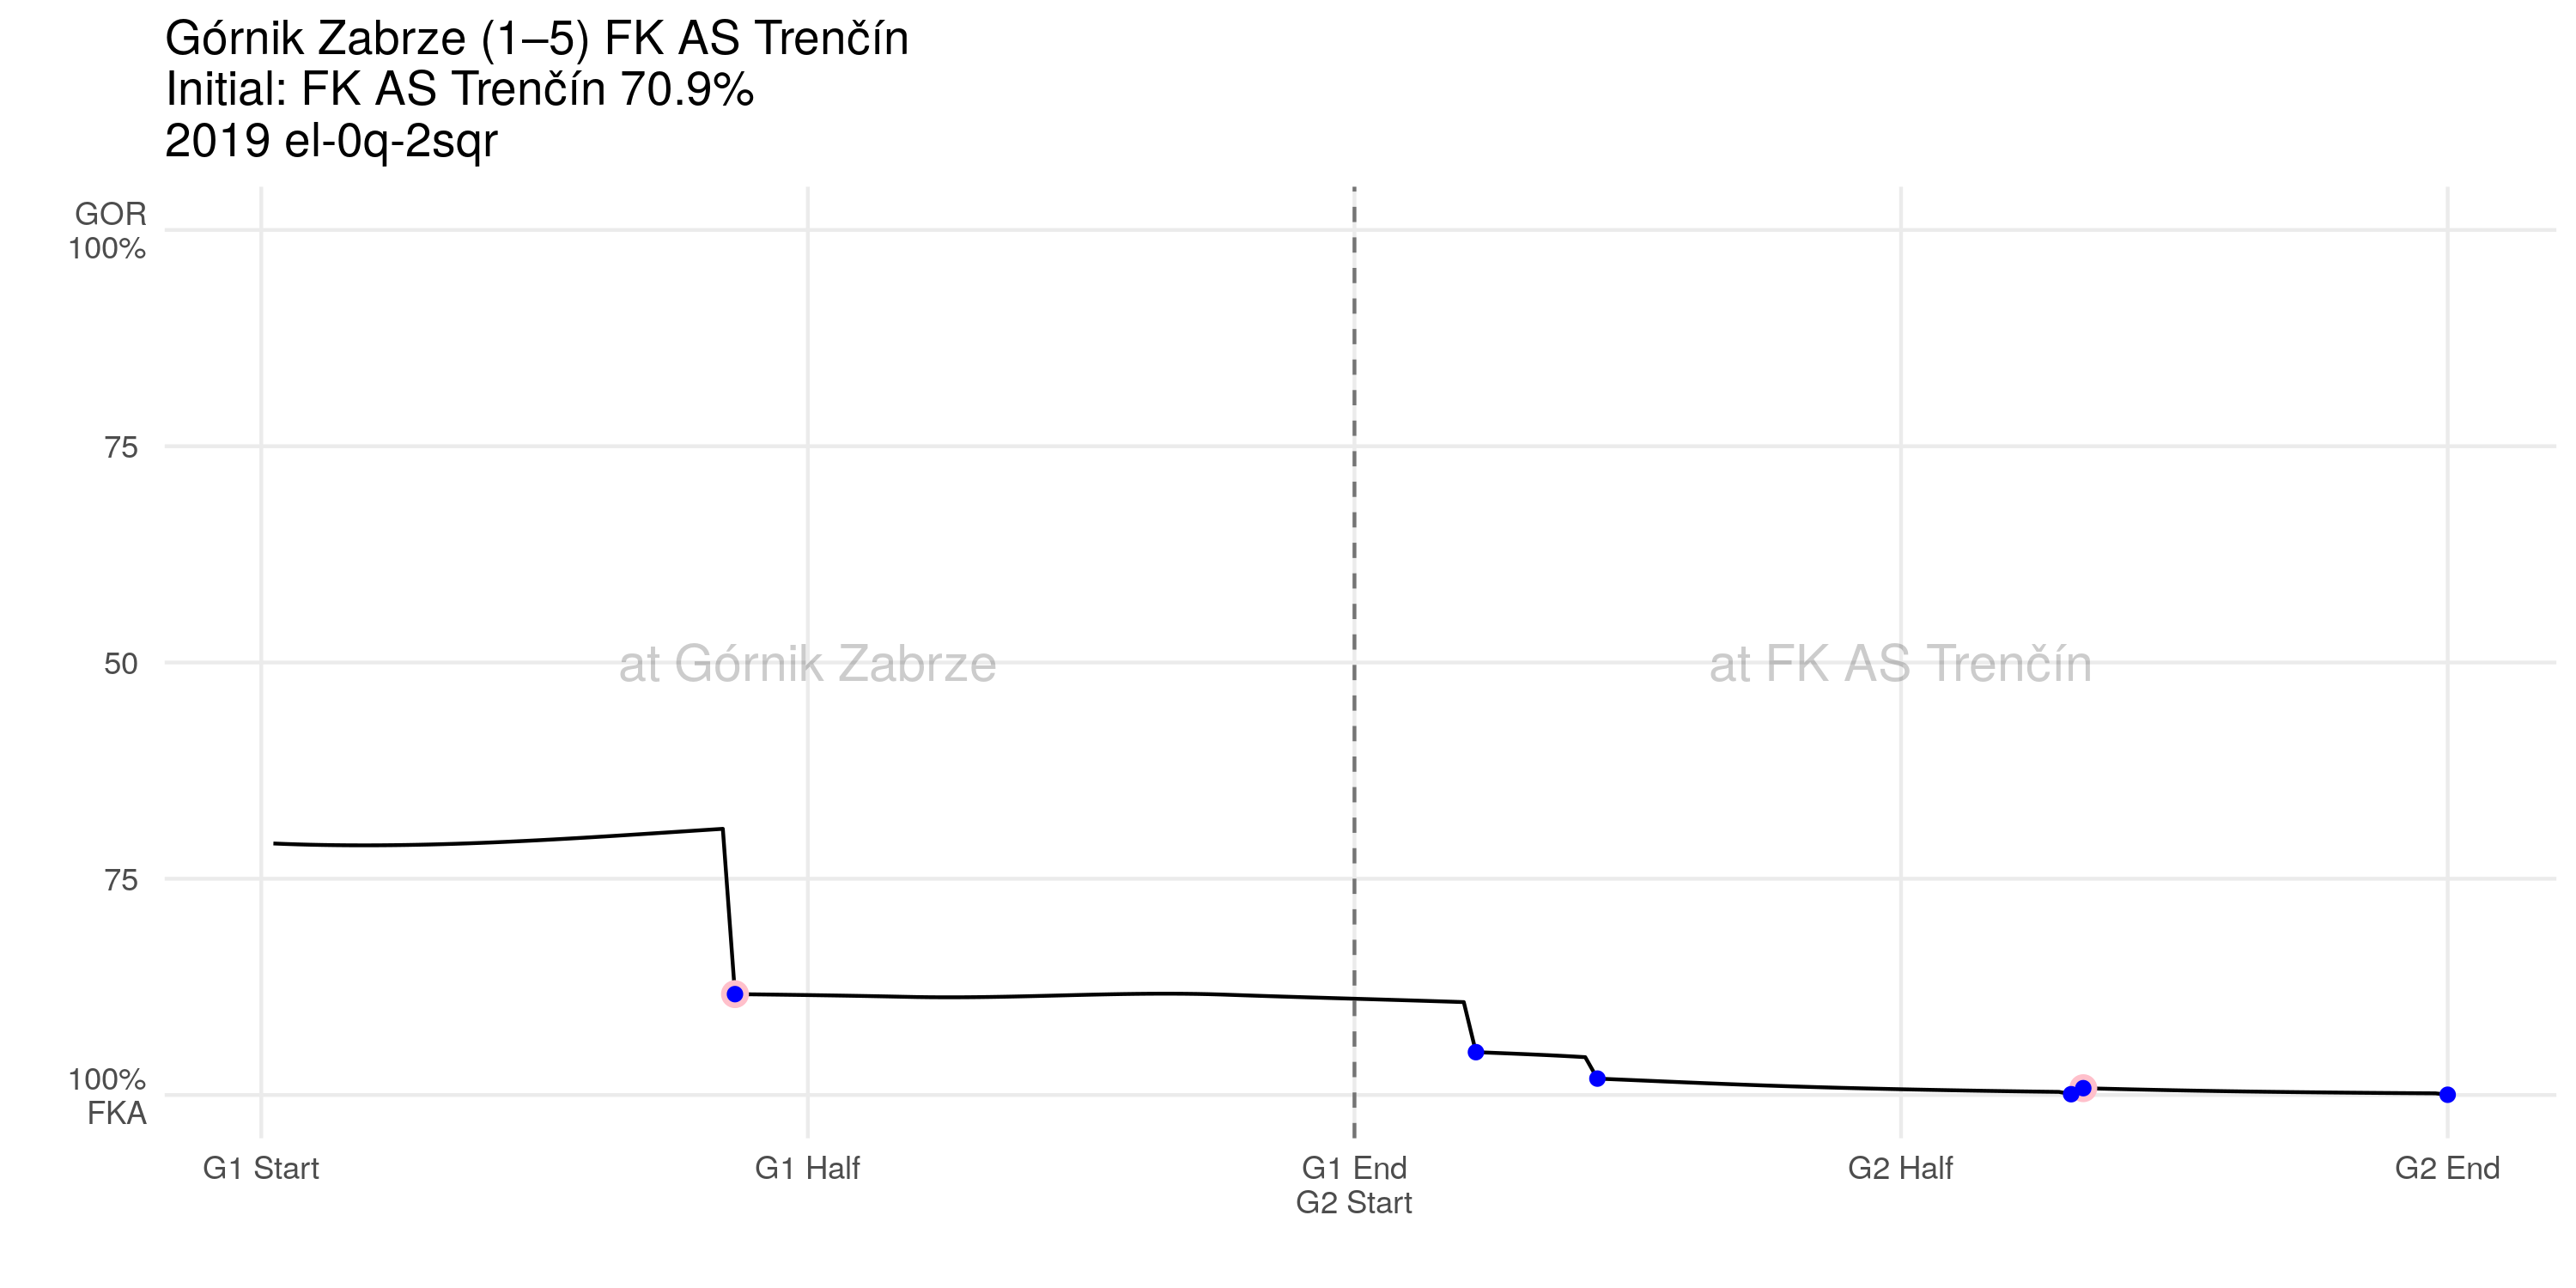 Górnik Zabrze (1–5) FK AS Trenčín
Initial: FK AS Trenčín 70.9%
2019 el-0q-2sqr
GOR
100%
75
50
75
100%
FKA
at Górnik Zabrze
at FK AS Trenčín
G1 Start
G1 Half
G1 End
G2 Start
G2 Half
G2 End